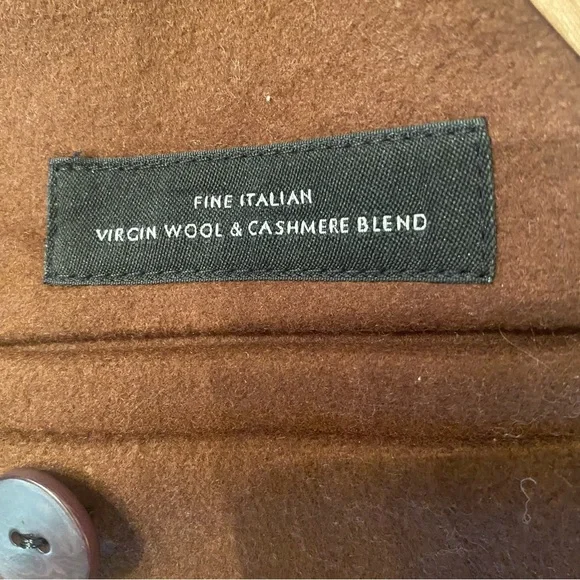 FINE ITALIAN
VIRGIN WOOL & CASHMERE BLEND